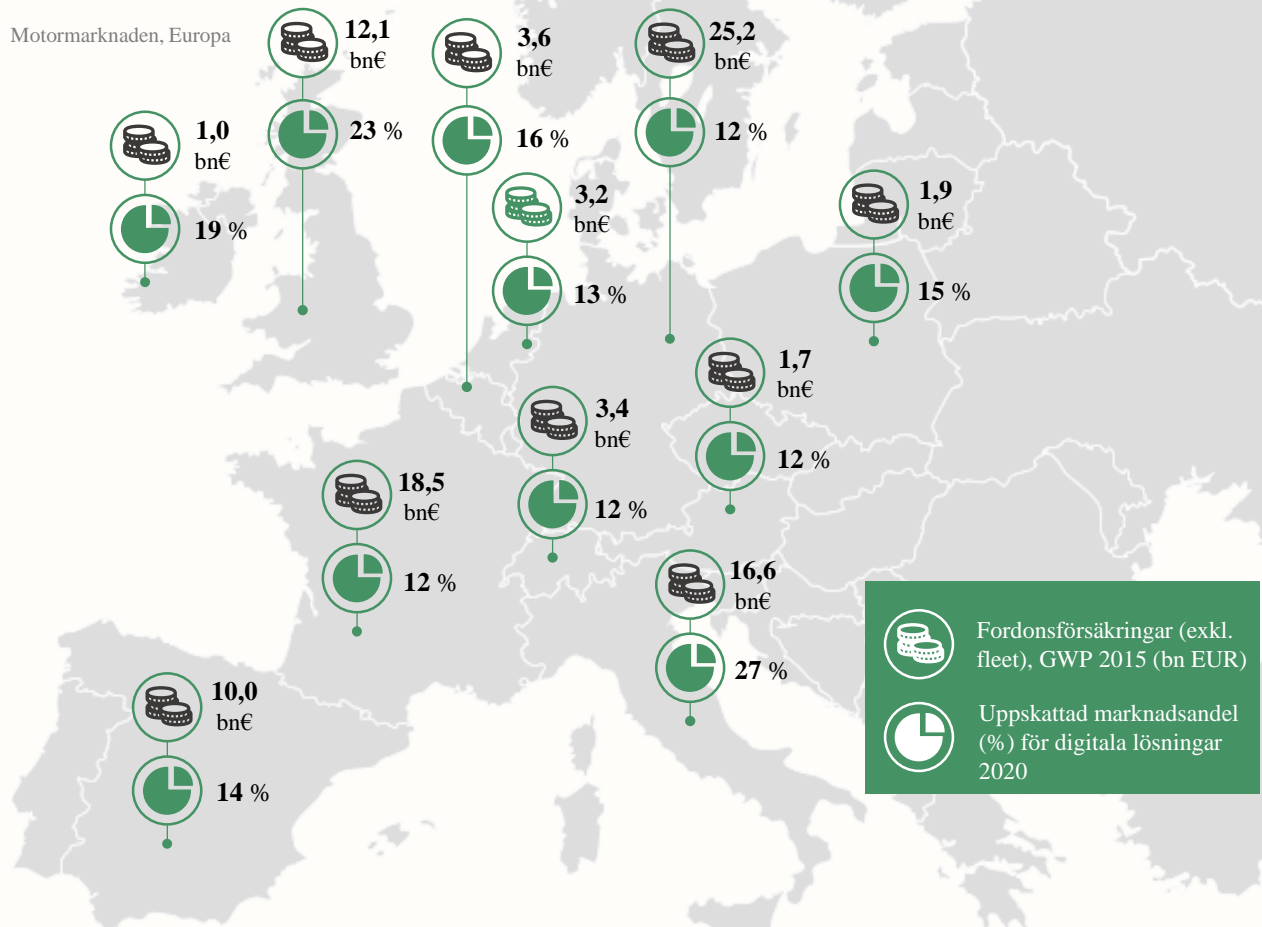 Motormarknaden, Europa
12,1
bn€
23 %
3,6
bn€
16 %
25,2
bn€
12 %
1,0
bn€
19 %
3,2
bn€
13 %
1,9
bn€
15 %
1,7
bn€
12 %
3,4
bn€
12 %
18,5
bn€
12 %
16,6
bn€
27 %
10,0
bn€
14 %
Fordonsförsäkringar (exkl.
fleet), GWP 2015 (bn EUR)
Uppskattad marknadsandel
(%) för digitala lösningar
2020